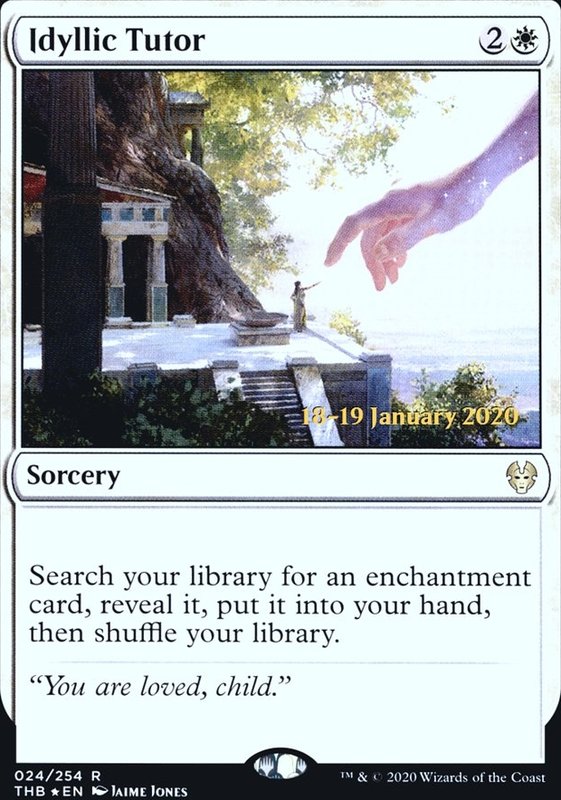 Idyllic Tutor 2
18–19 January 2020
Sorcery
Search your library for an enchantment
card, reveal it, put it into your hand,
then shuffle your library.
“You are loved, child.”
024/254 R
THB ★ EN Jaime Jones
™ & © 2020 Wizards of the Coast